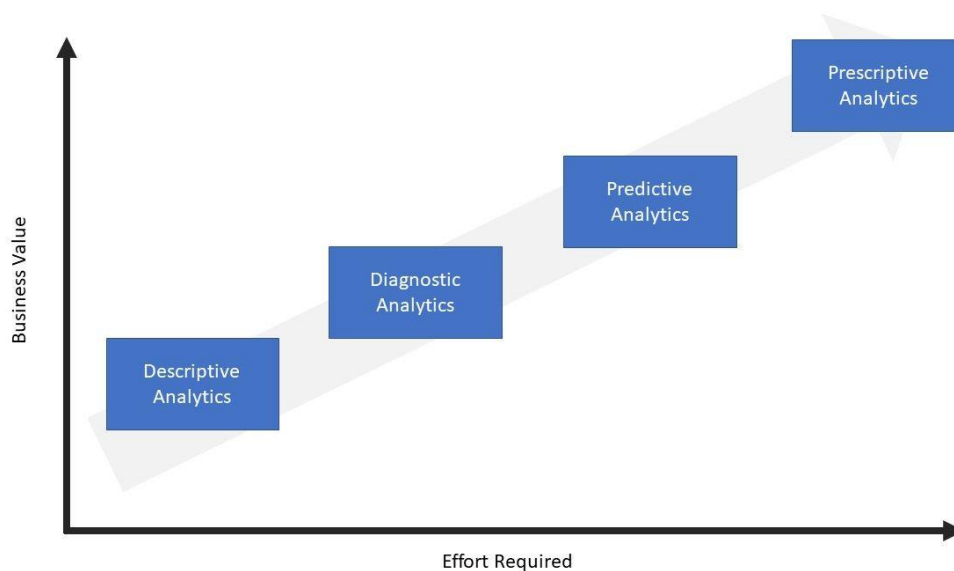 Prescriptive
Analytics
Predictive
Analytics
Diagnostic
Analytics
Descriptive
Analytics
Business Value
Effort Required